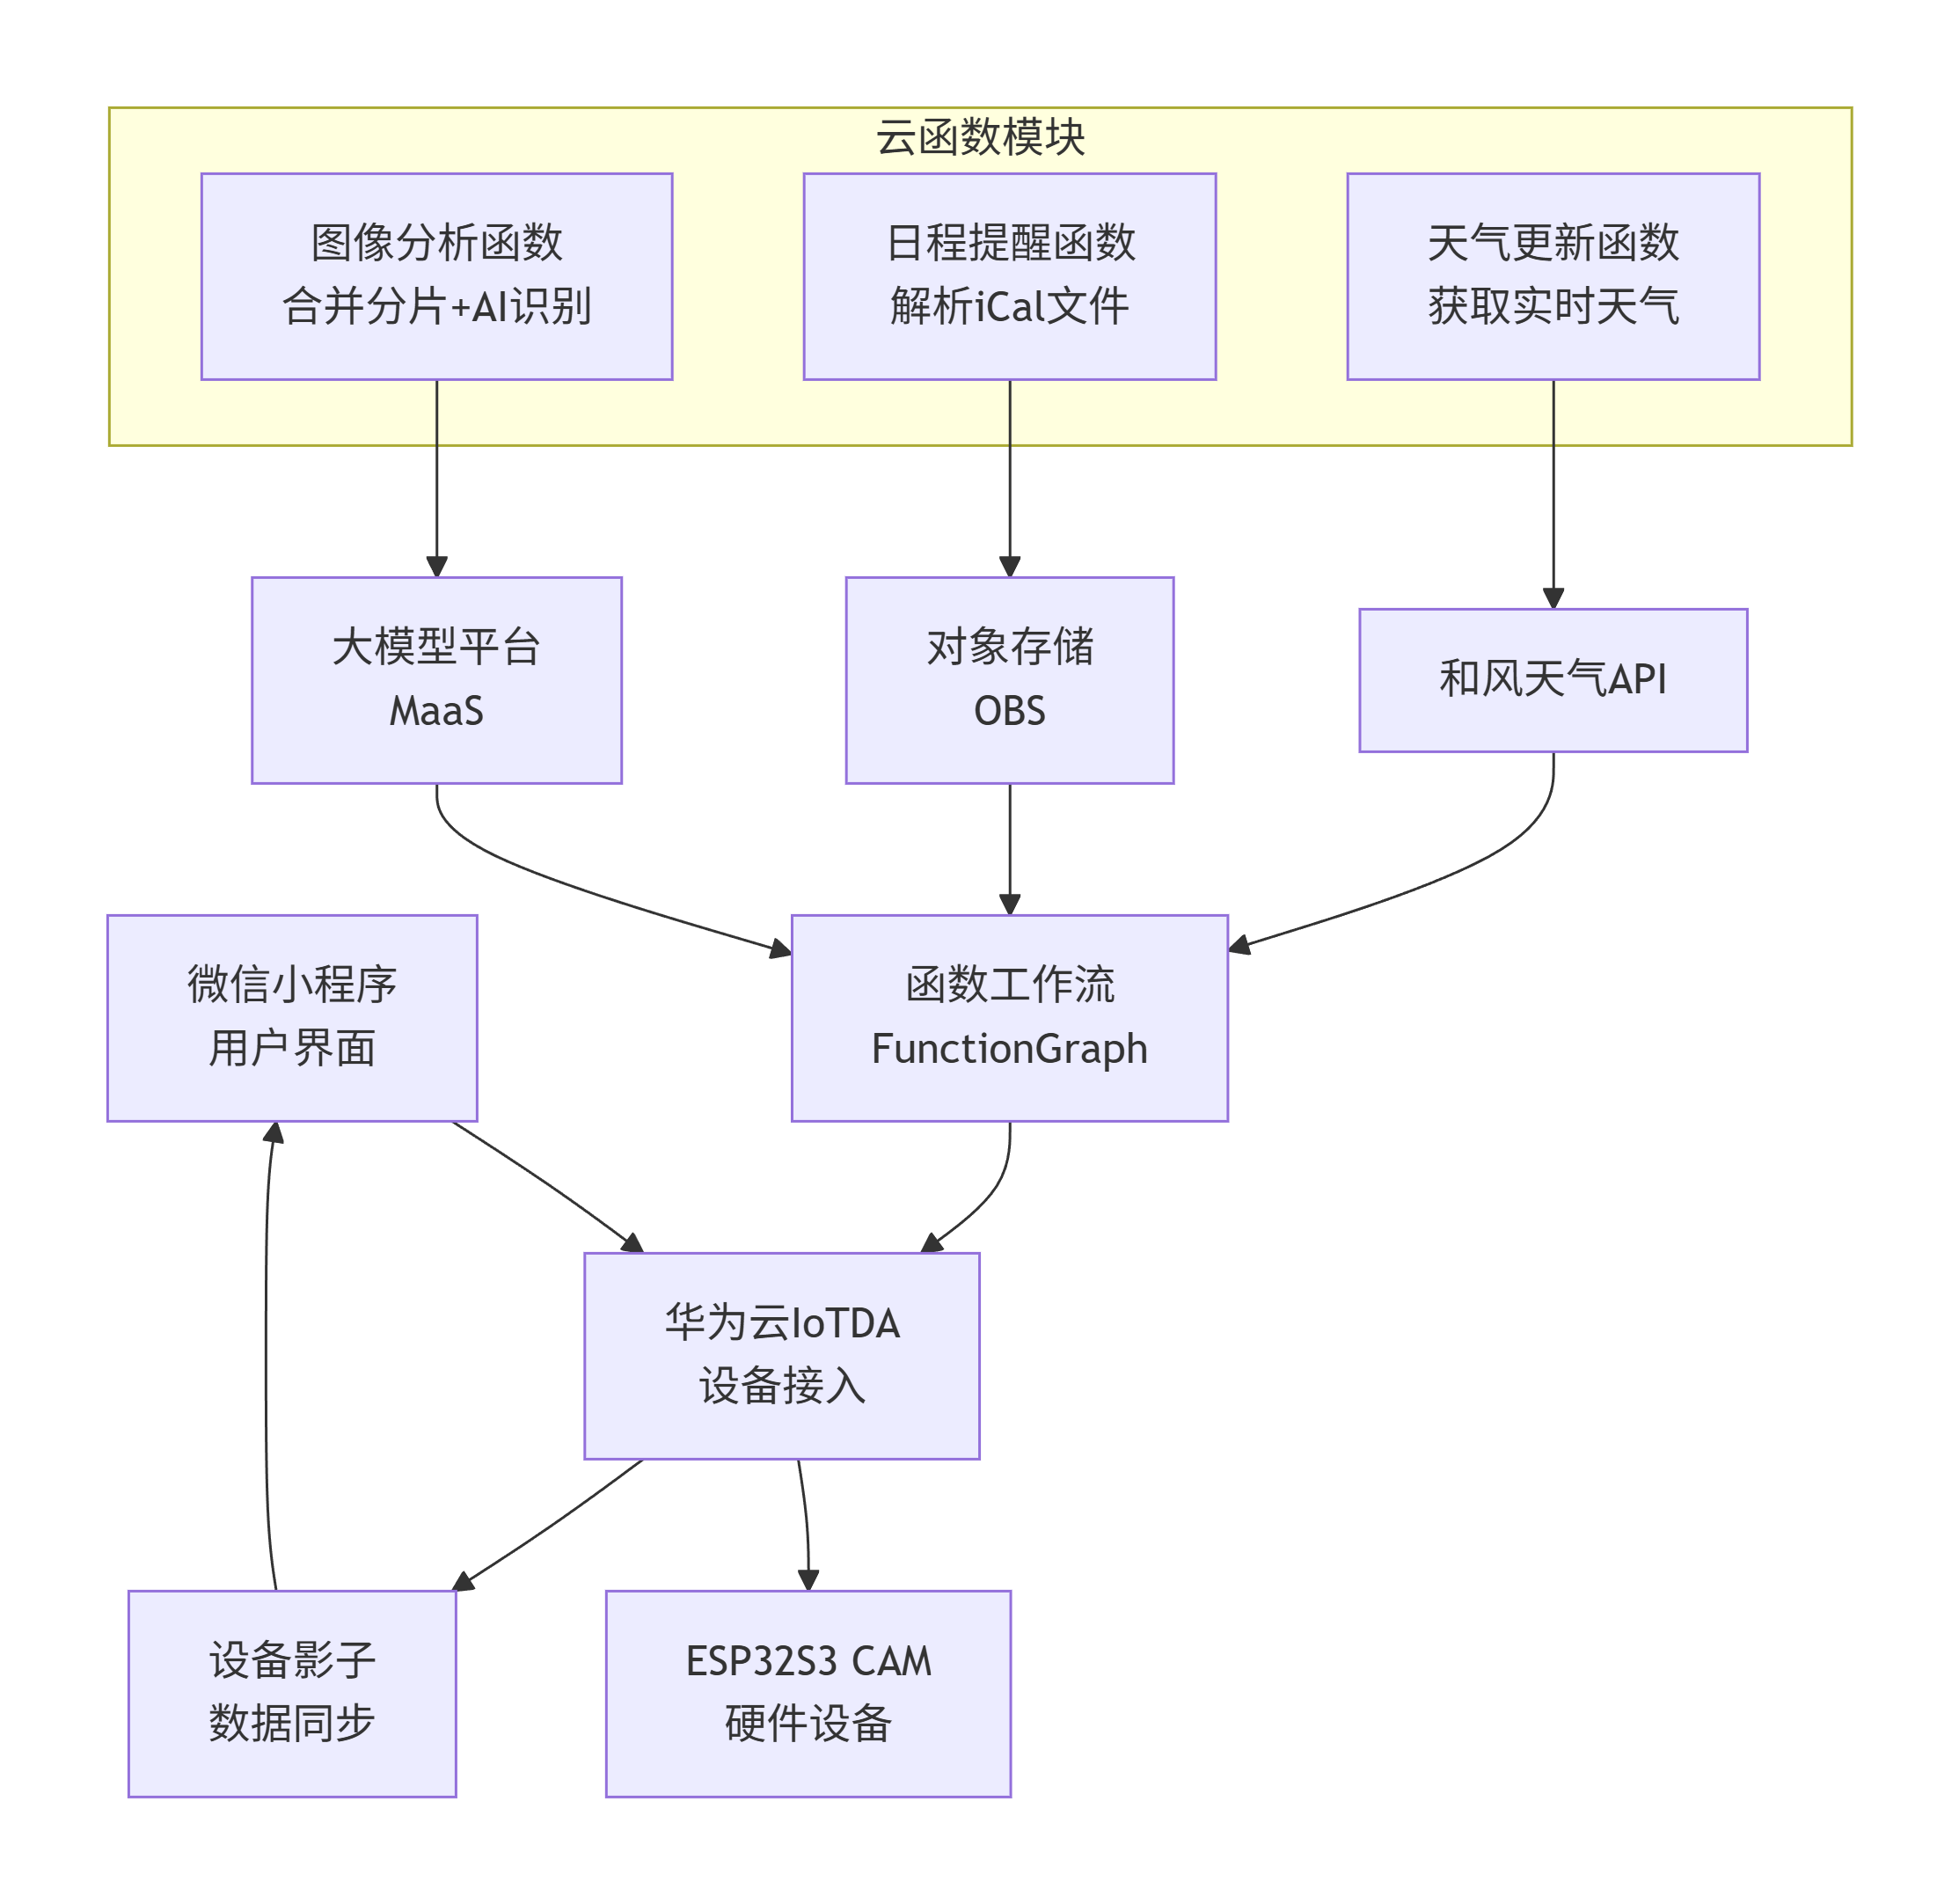 云函数模块
图像分析函数
合并分片+AI识别
日程提醒函数
解析iCal文件
天气更新函数
获取实时天气
大模型平台
MaaS
对象存储
OBS
和风天气API
微信小程序
用户界面
函数工作流
FunctionGraph
华为云IoTDA
设备接入
设备影子
数据同步
ESP32S3 CAM
硬件设备